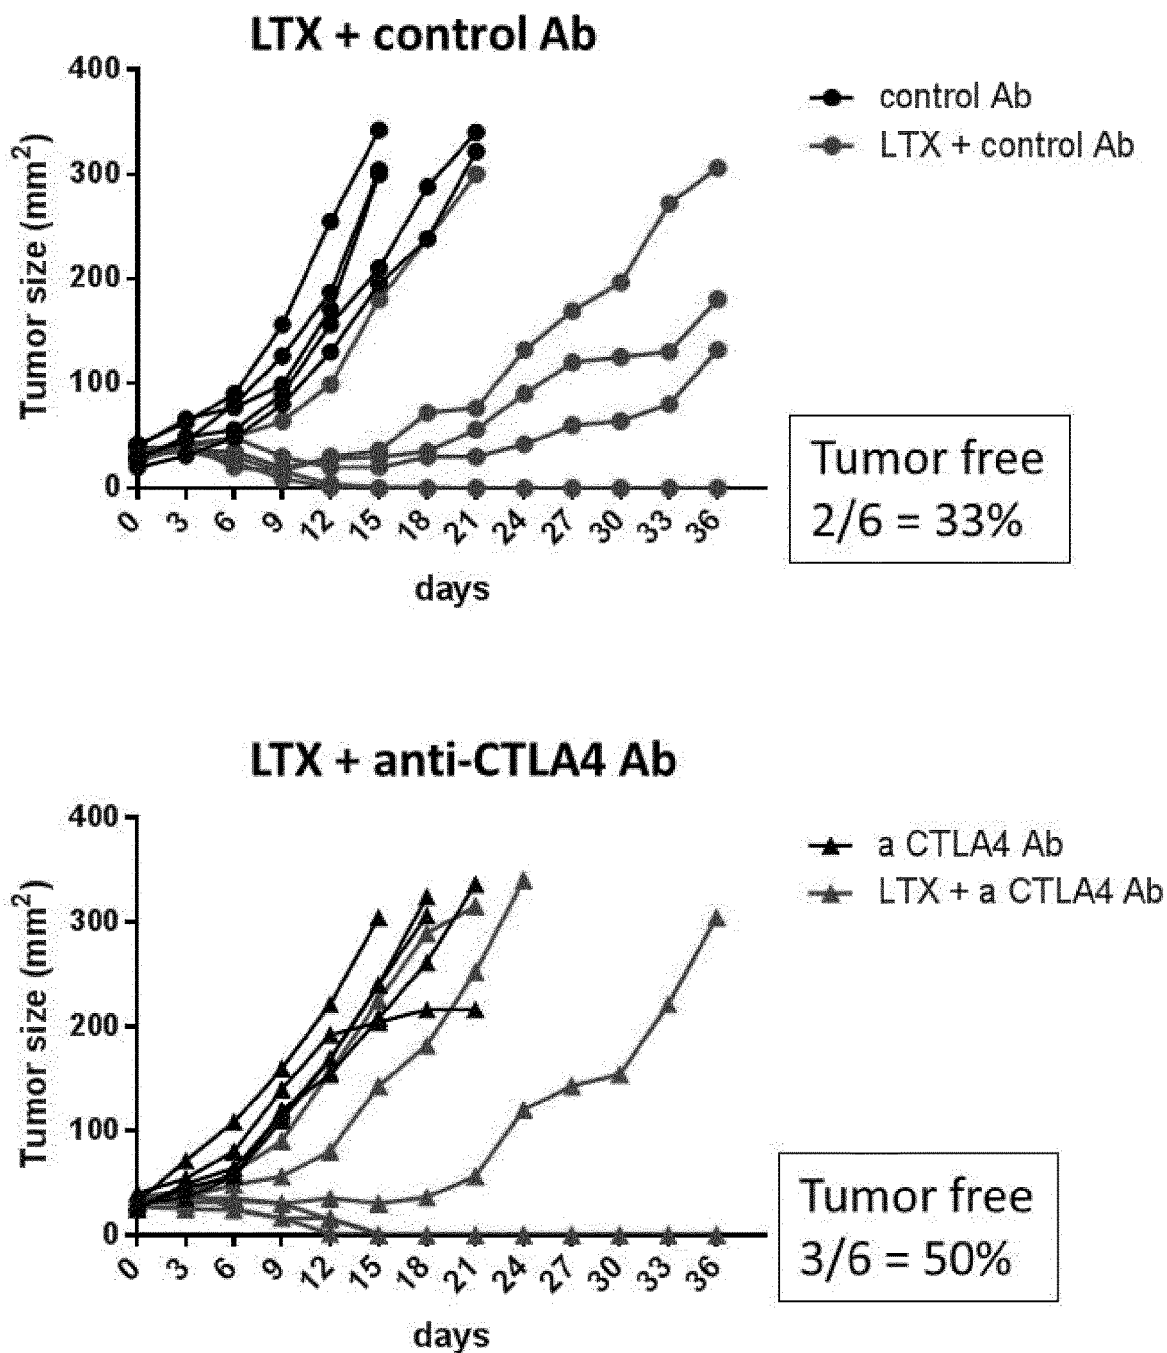 LTX + control Ab
400
300
200
100
0
Tumor size (mm²)
0 3 6 9 12 15 18 21 24 27 30 33 36
days
control Ab
LTX + control Ab
Tumor free
2/6 = 33%
LTX + anti-CTLA4 Ab
400
300
200
100
0
Tumor size (mm²)
0 3 6 9 12 15 18 21 24 27 30 33 36
days
a CTLA4 Ab
LTX + a CTLA4 Ab
Tumor free
3/6 = 50%